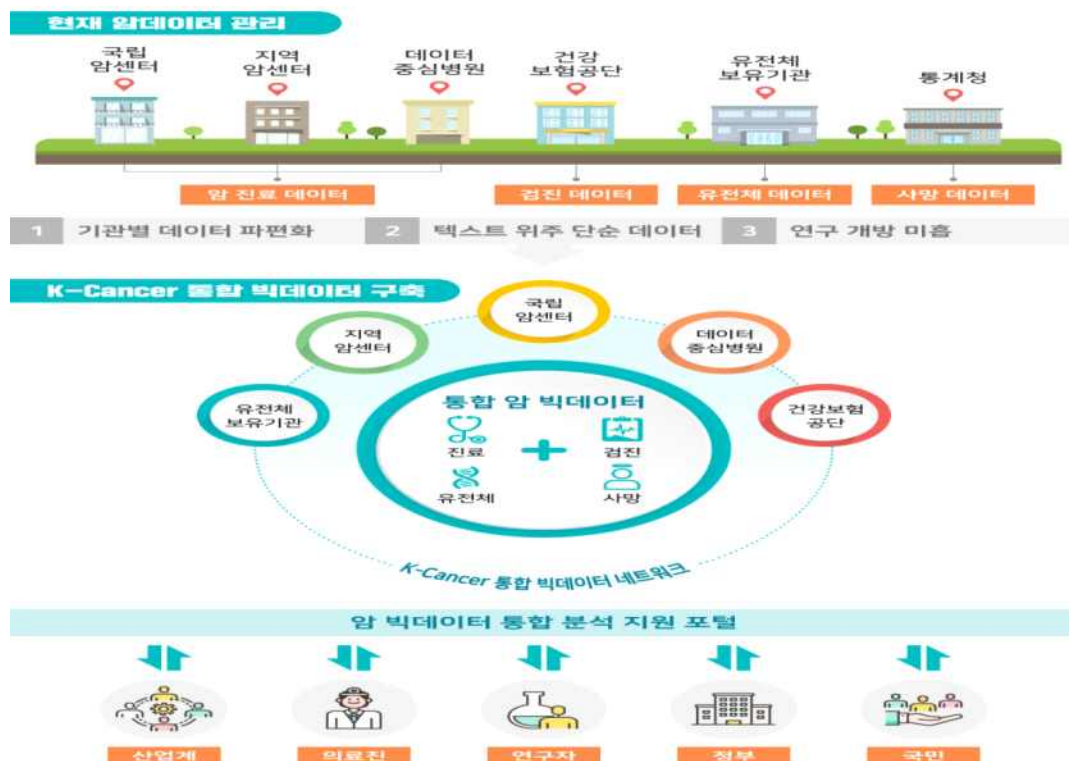 현재 암데이터 관리
국립
암센터
지역
암센터
데이터
중심병원
건강
보험공단
유전체
보유기관
통계청
암 진료 데이터
검진 데이터
유전체 데이터
사망 데이터
1 기관별 데이터 파편화
2 텍스트 위주 단순 데이터
3 연구 개발 미흡
K-Cancer 통합 빅데이터 구축
국립
암센터
지역
암센터
데이터
중심병원
유전체
보유기관
건강보험
공단
통합 암 빅데이터
진료
검진
유전체
사망
K-Cancer 통합 빅데이터 네트워크
암 빅데이터 통합 분석 지원 포털
산업계
의료진
연구자
정부
국민